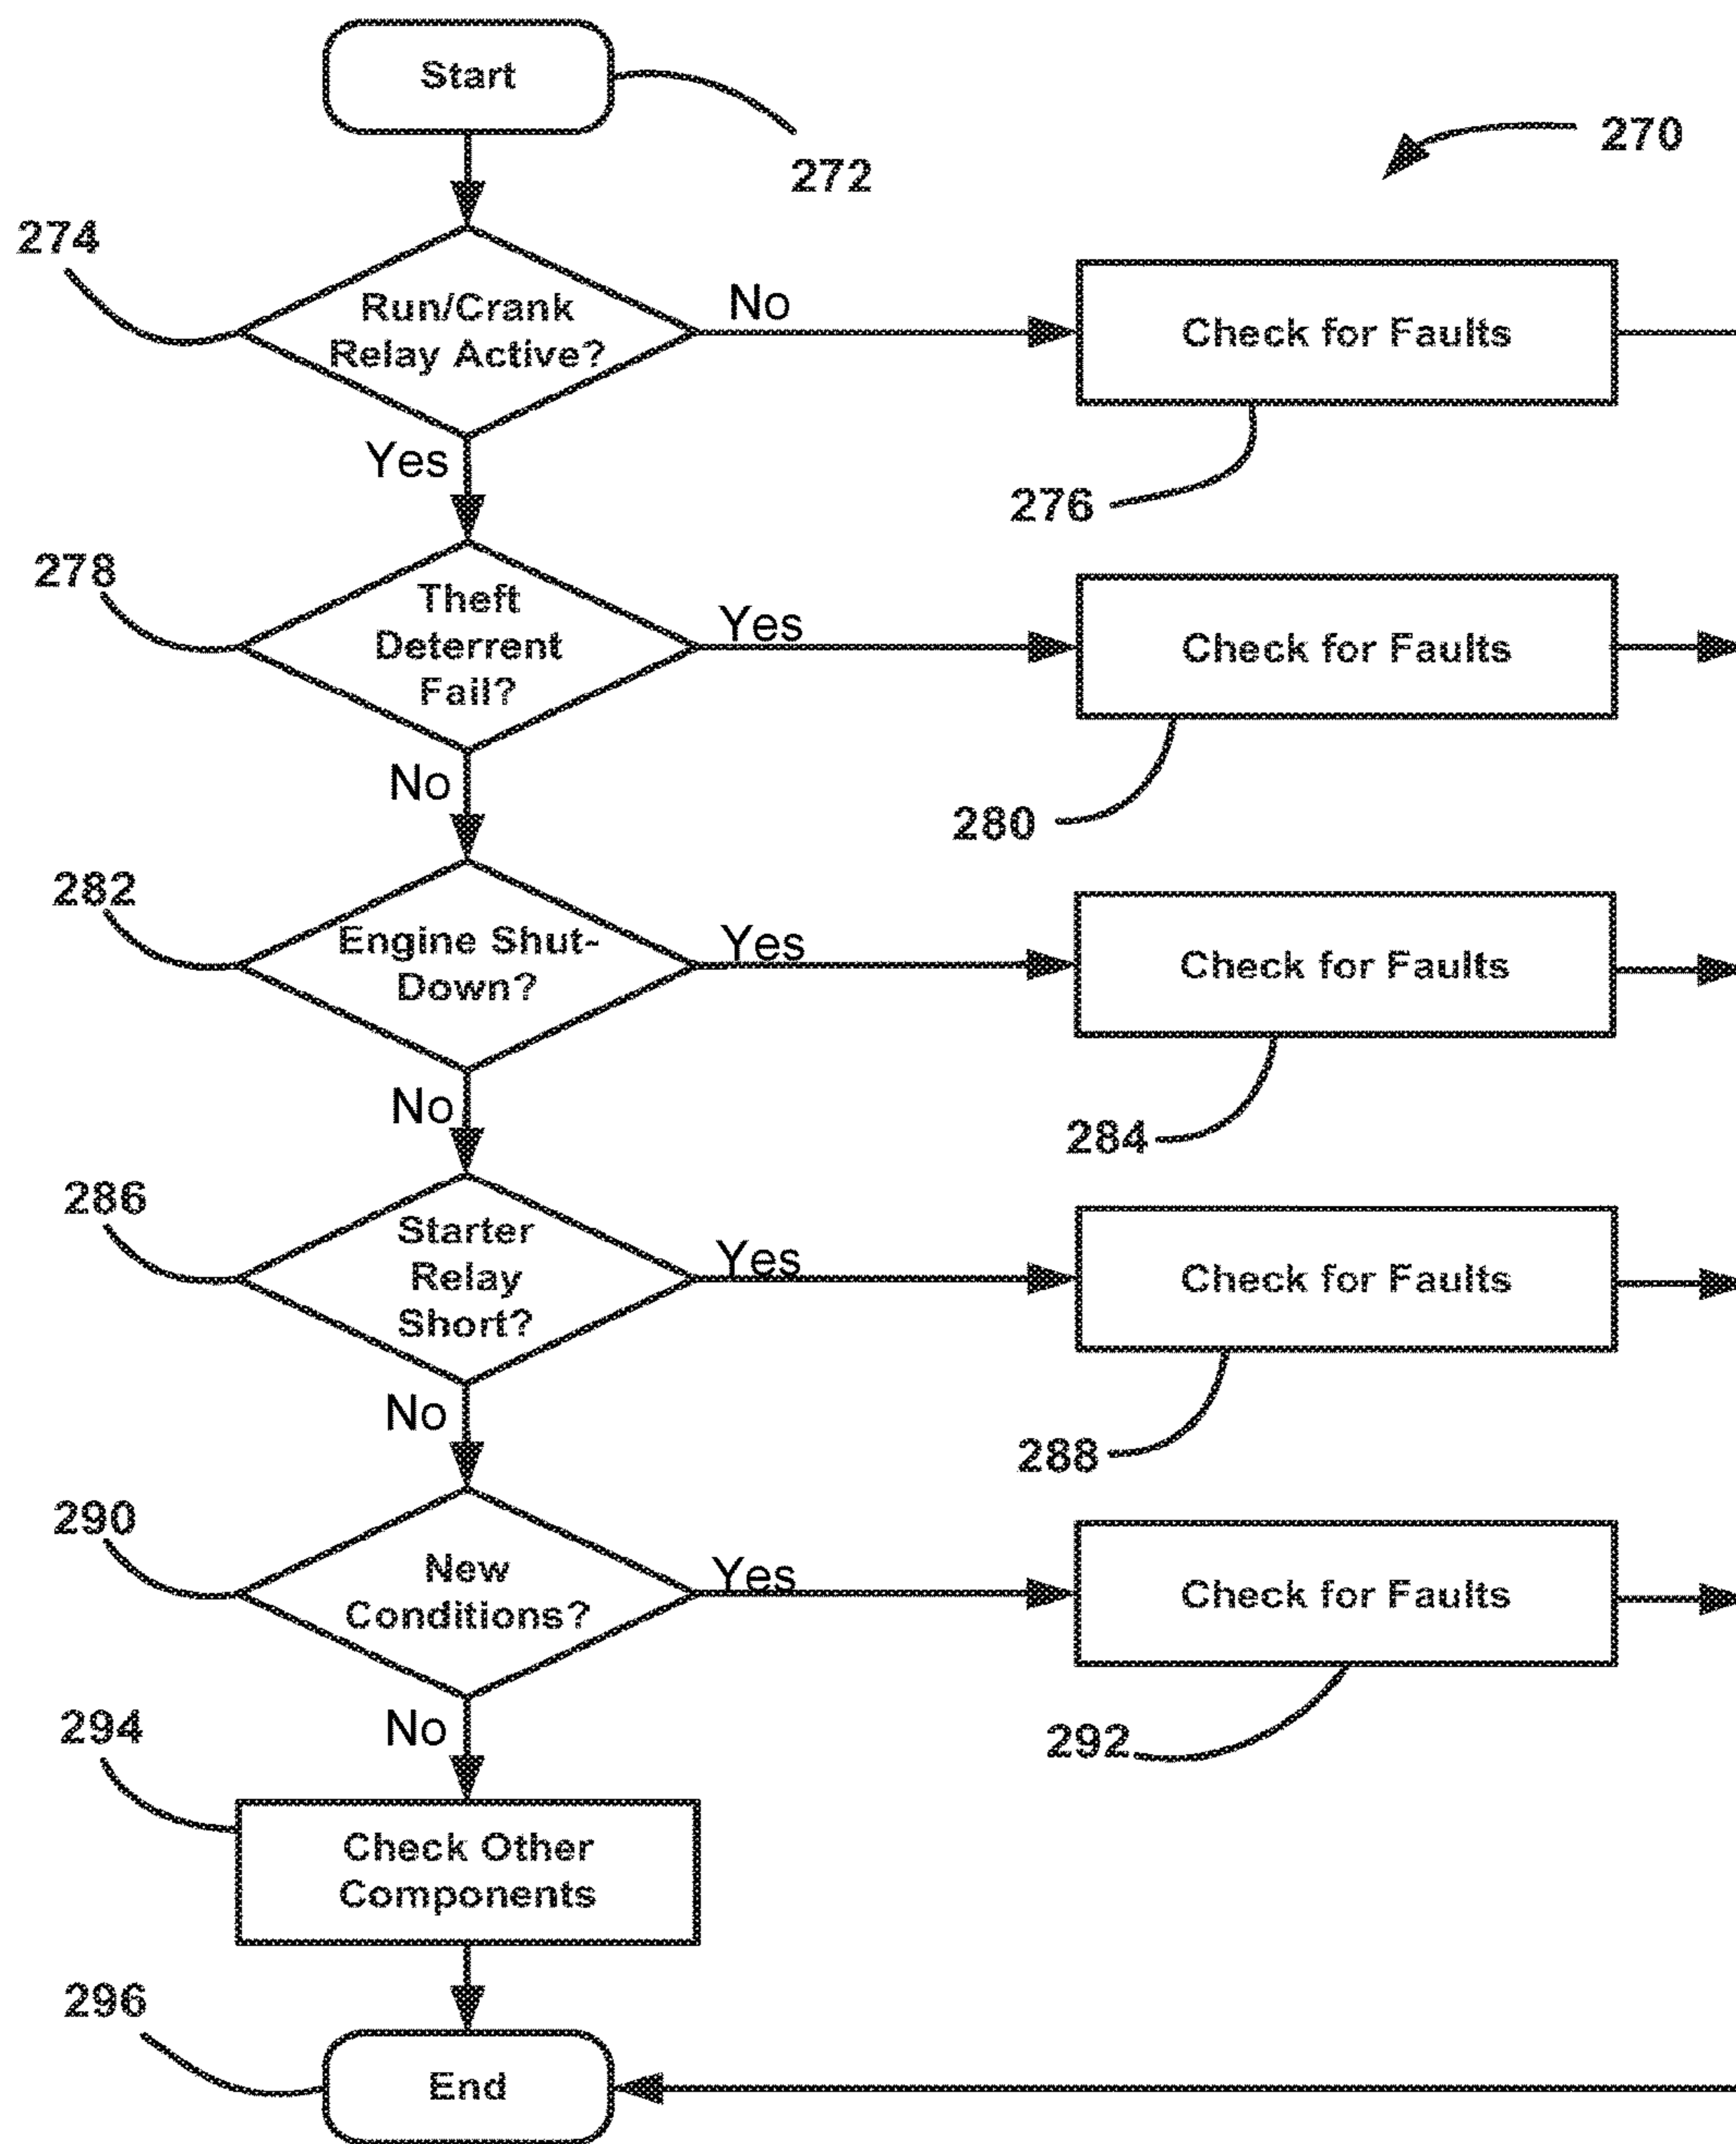 Start
272
270
274
Run/Crank
Relay Active?
No
Check for Faults
276
Yes
278
Theft
Deterrent
Fail?
Yes
Check for Faults
280
No
282
Engine Shut-
Down?
Yes
Check for Faults
284
No
286
Starter
Relay
Short?
Yes
Check for Faults
288
No
290
New
Conditions?
Yes
Check for Faults
292
No
294
Check Other
Components
296
End